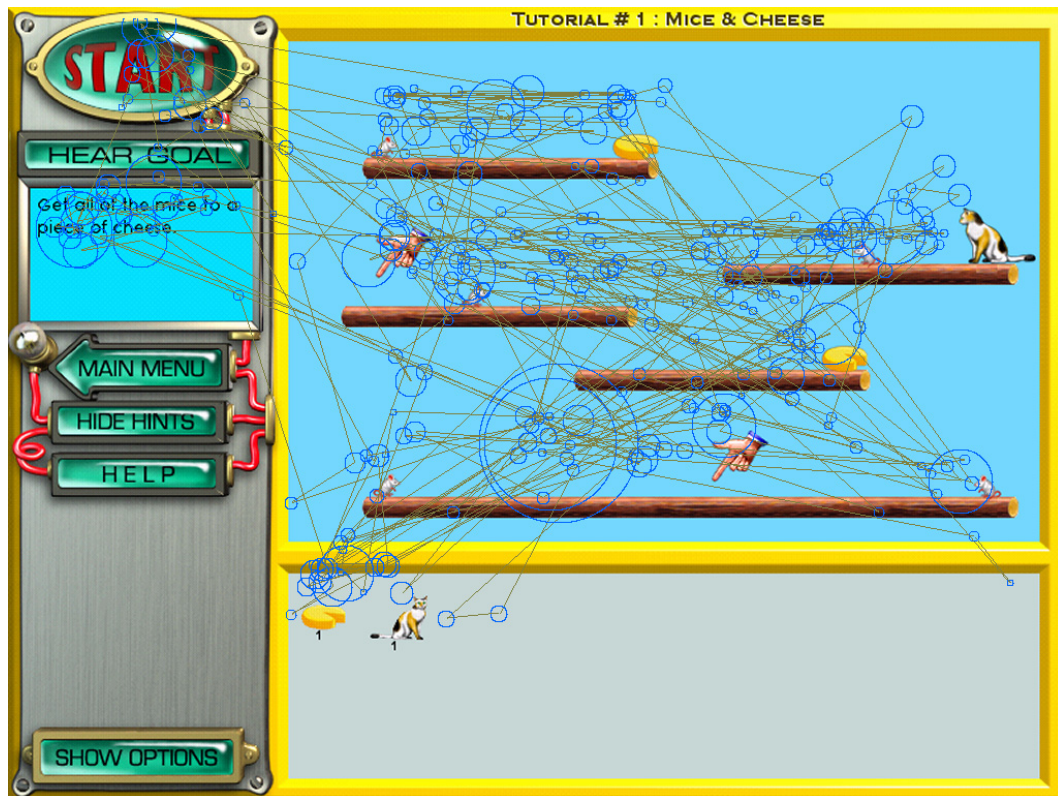 TUTORIAL # 1 : MICE & CHEESE
START
HEAR GOAL
Get all of the mice to a
piece of cheese.
MAIN MENU
HIDE HINTS
HELP
1
1
SHOW OPTIONS